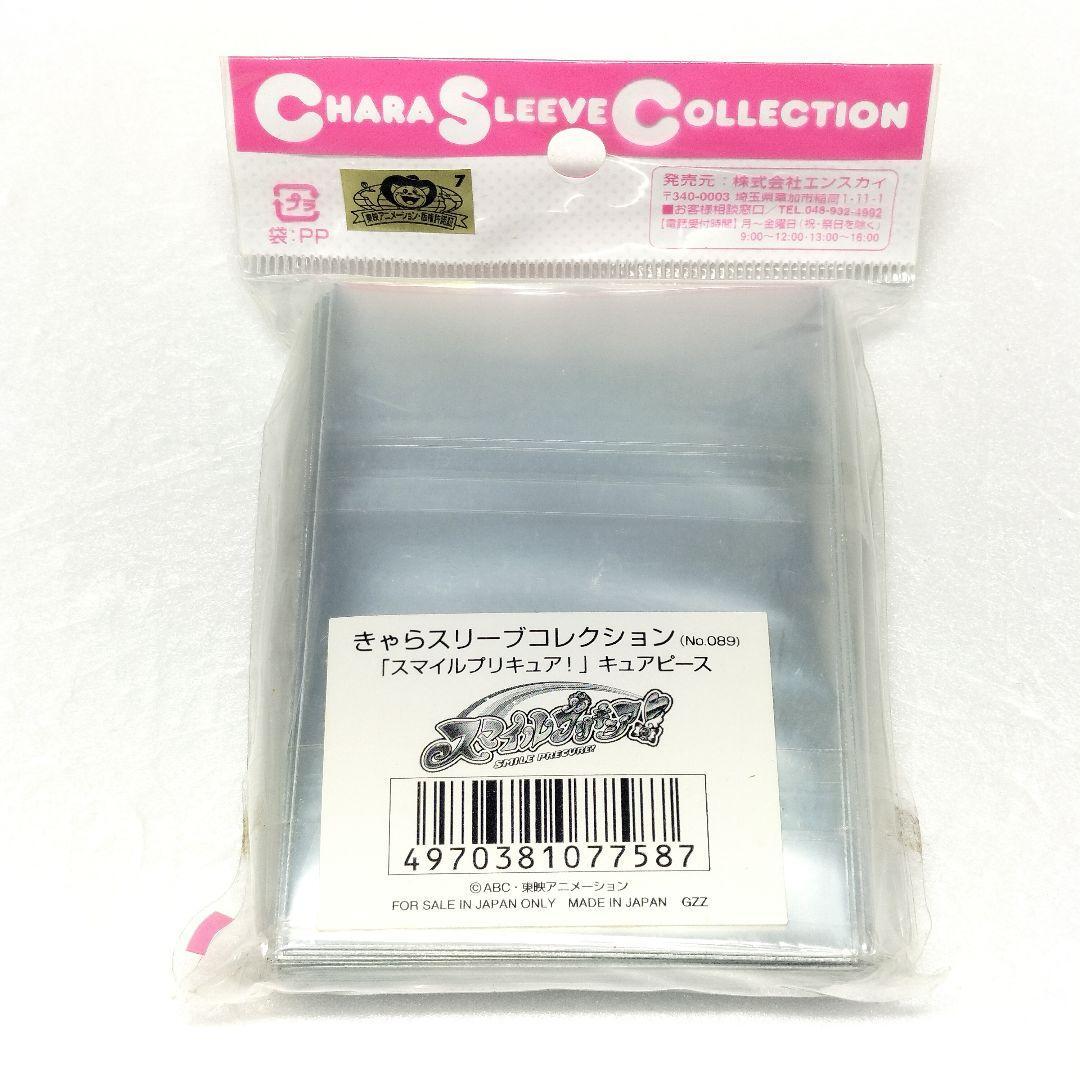 CHARA SLEEVE COLLECTION
プラ
袋:PP
7
東映アニメーション・版権許諾証
発売元:株式会社エンスカイ
〒340-0003 埼玉県草加市稲荷1-11-1
■お客様相談窓口/TEL.048-932-4992
【電話受付時間】月〜金曜日(祝・祭日を除く)
9:00〜12:00・13:00〜16:00
きゃらスリーブコレクション(No.089)
「スマイルプリキュア!」キュアピース
スマイルプリキュア!
SMILE PRECURE!
4970381077587
©ABC・東映アニメーション
FOR SALE IN JAPAN ONLY MADE IN JAPAN GZZ